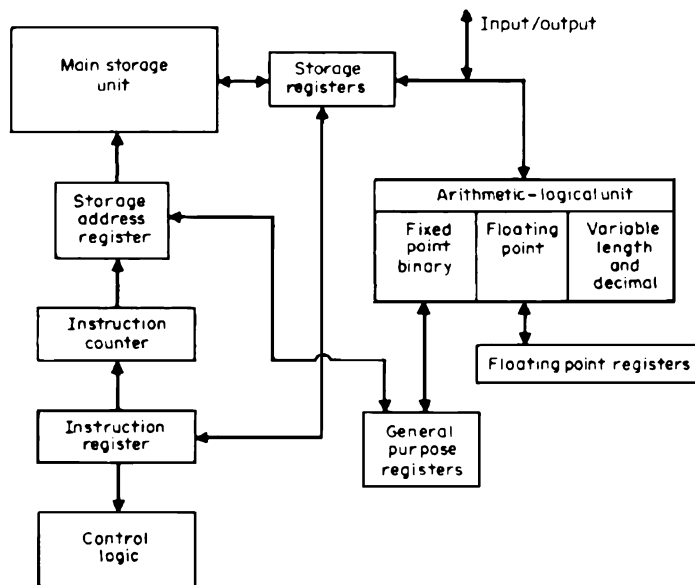 Input/output
Main storage
unit
Storage
registers
Arithmetic-logical unit
Storage
address
register
Fixed
point
binary
Floating
point
Variable
length and
decimal
Instruction
counter
Floating point registers
Instruction
register
General
purpose
registers
Control
logic